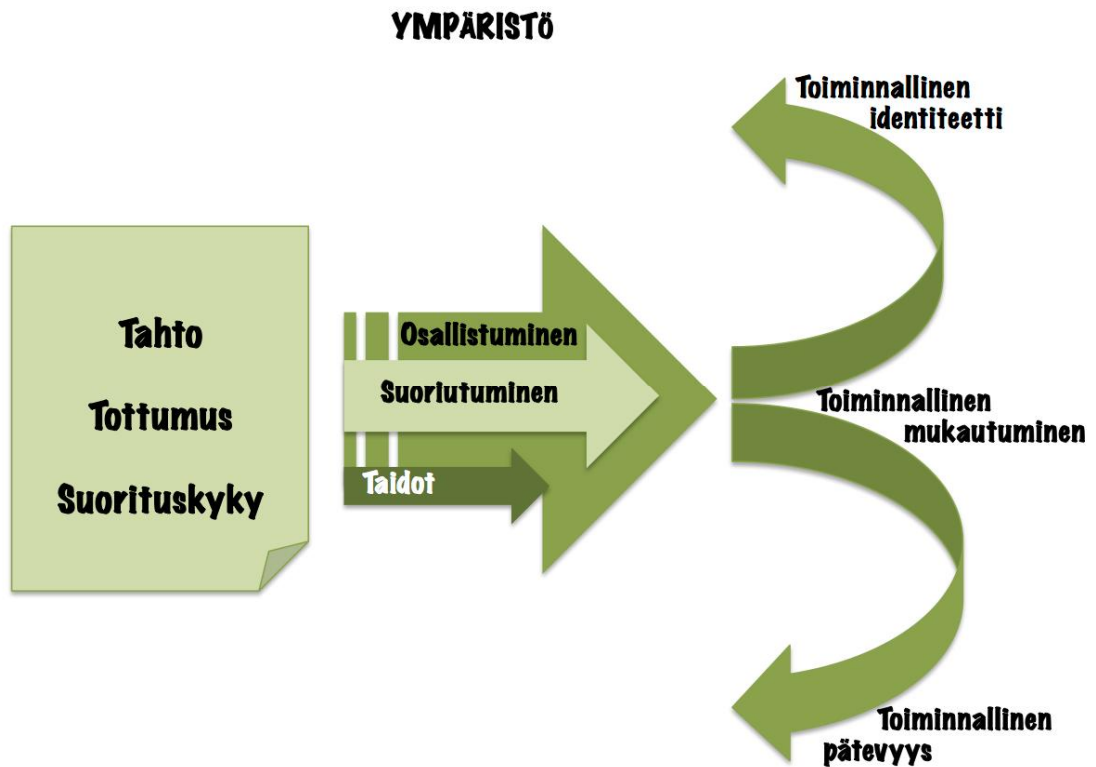 YMPÄRISTÖ
Tahto
Tottumus
Suorituskyky
Osallistuminen
Suoriutuminen
Taidot
Toiminnallinen
identiteetti
Toiminnallinen
mukautuminen
Toiminnallinen
pätevyys